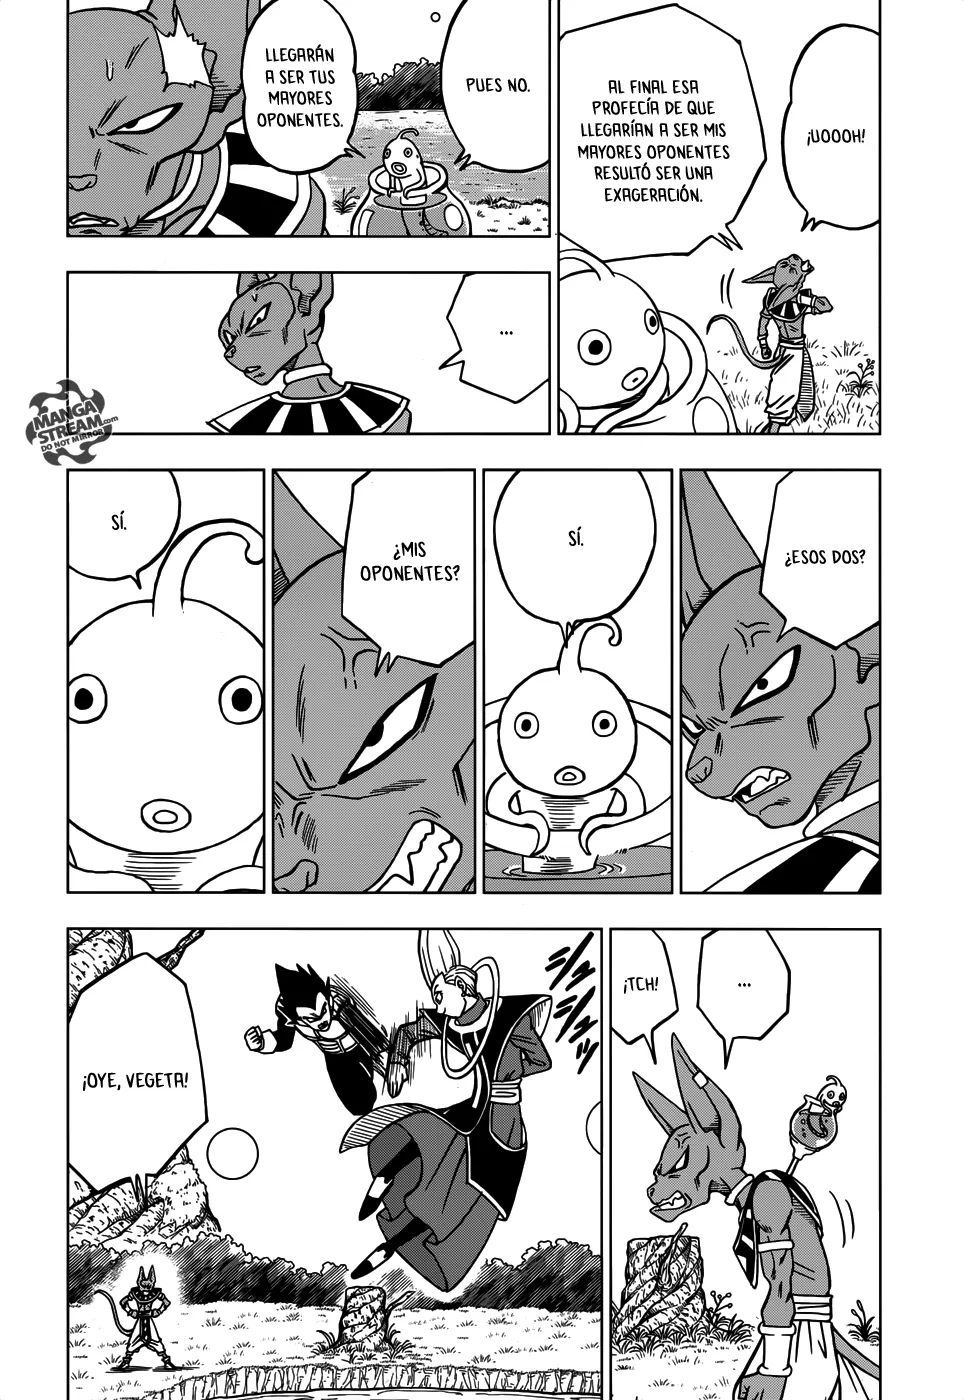 ¡UOOOH!
AL FINAL ESA
PROFECÍA DE QUE
LLEGARÍAN A SER MIS
MAYORES OPONENTES
RESULTÓ SER UNA
EXAGERACIÓN.
PUES NO.
LLEGARÁN
A SER TUS
MAYORES
OPONENTES.
...
MANGA
STREAM.com
DO NOT MIRROR
¿ESOS DOS?
SÍ.
¿MIS
OPONENTES?
SÍ.
...
¡TCH!
¡OYE, VEGETA!